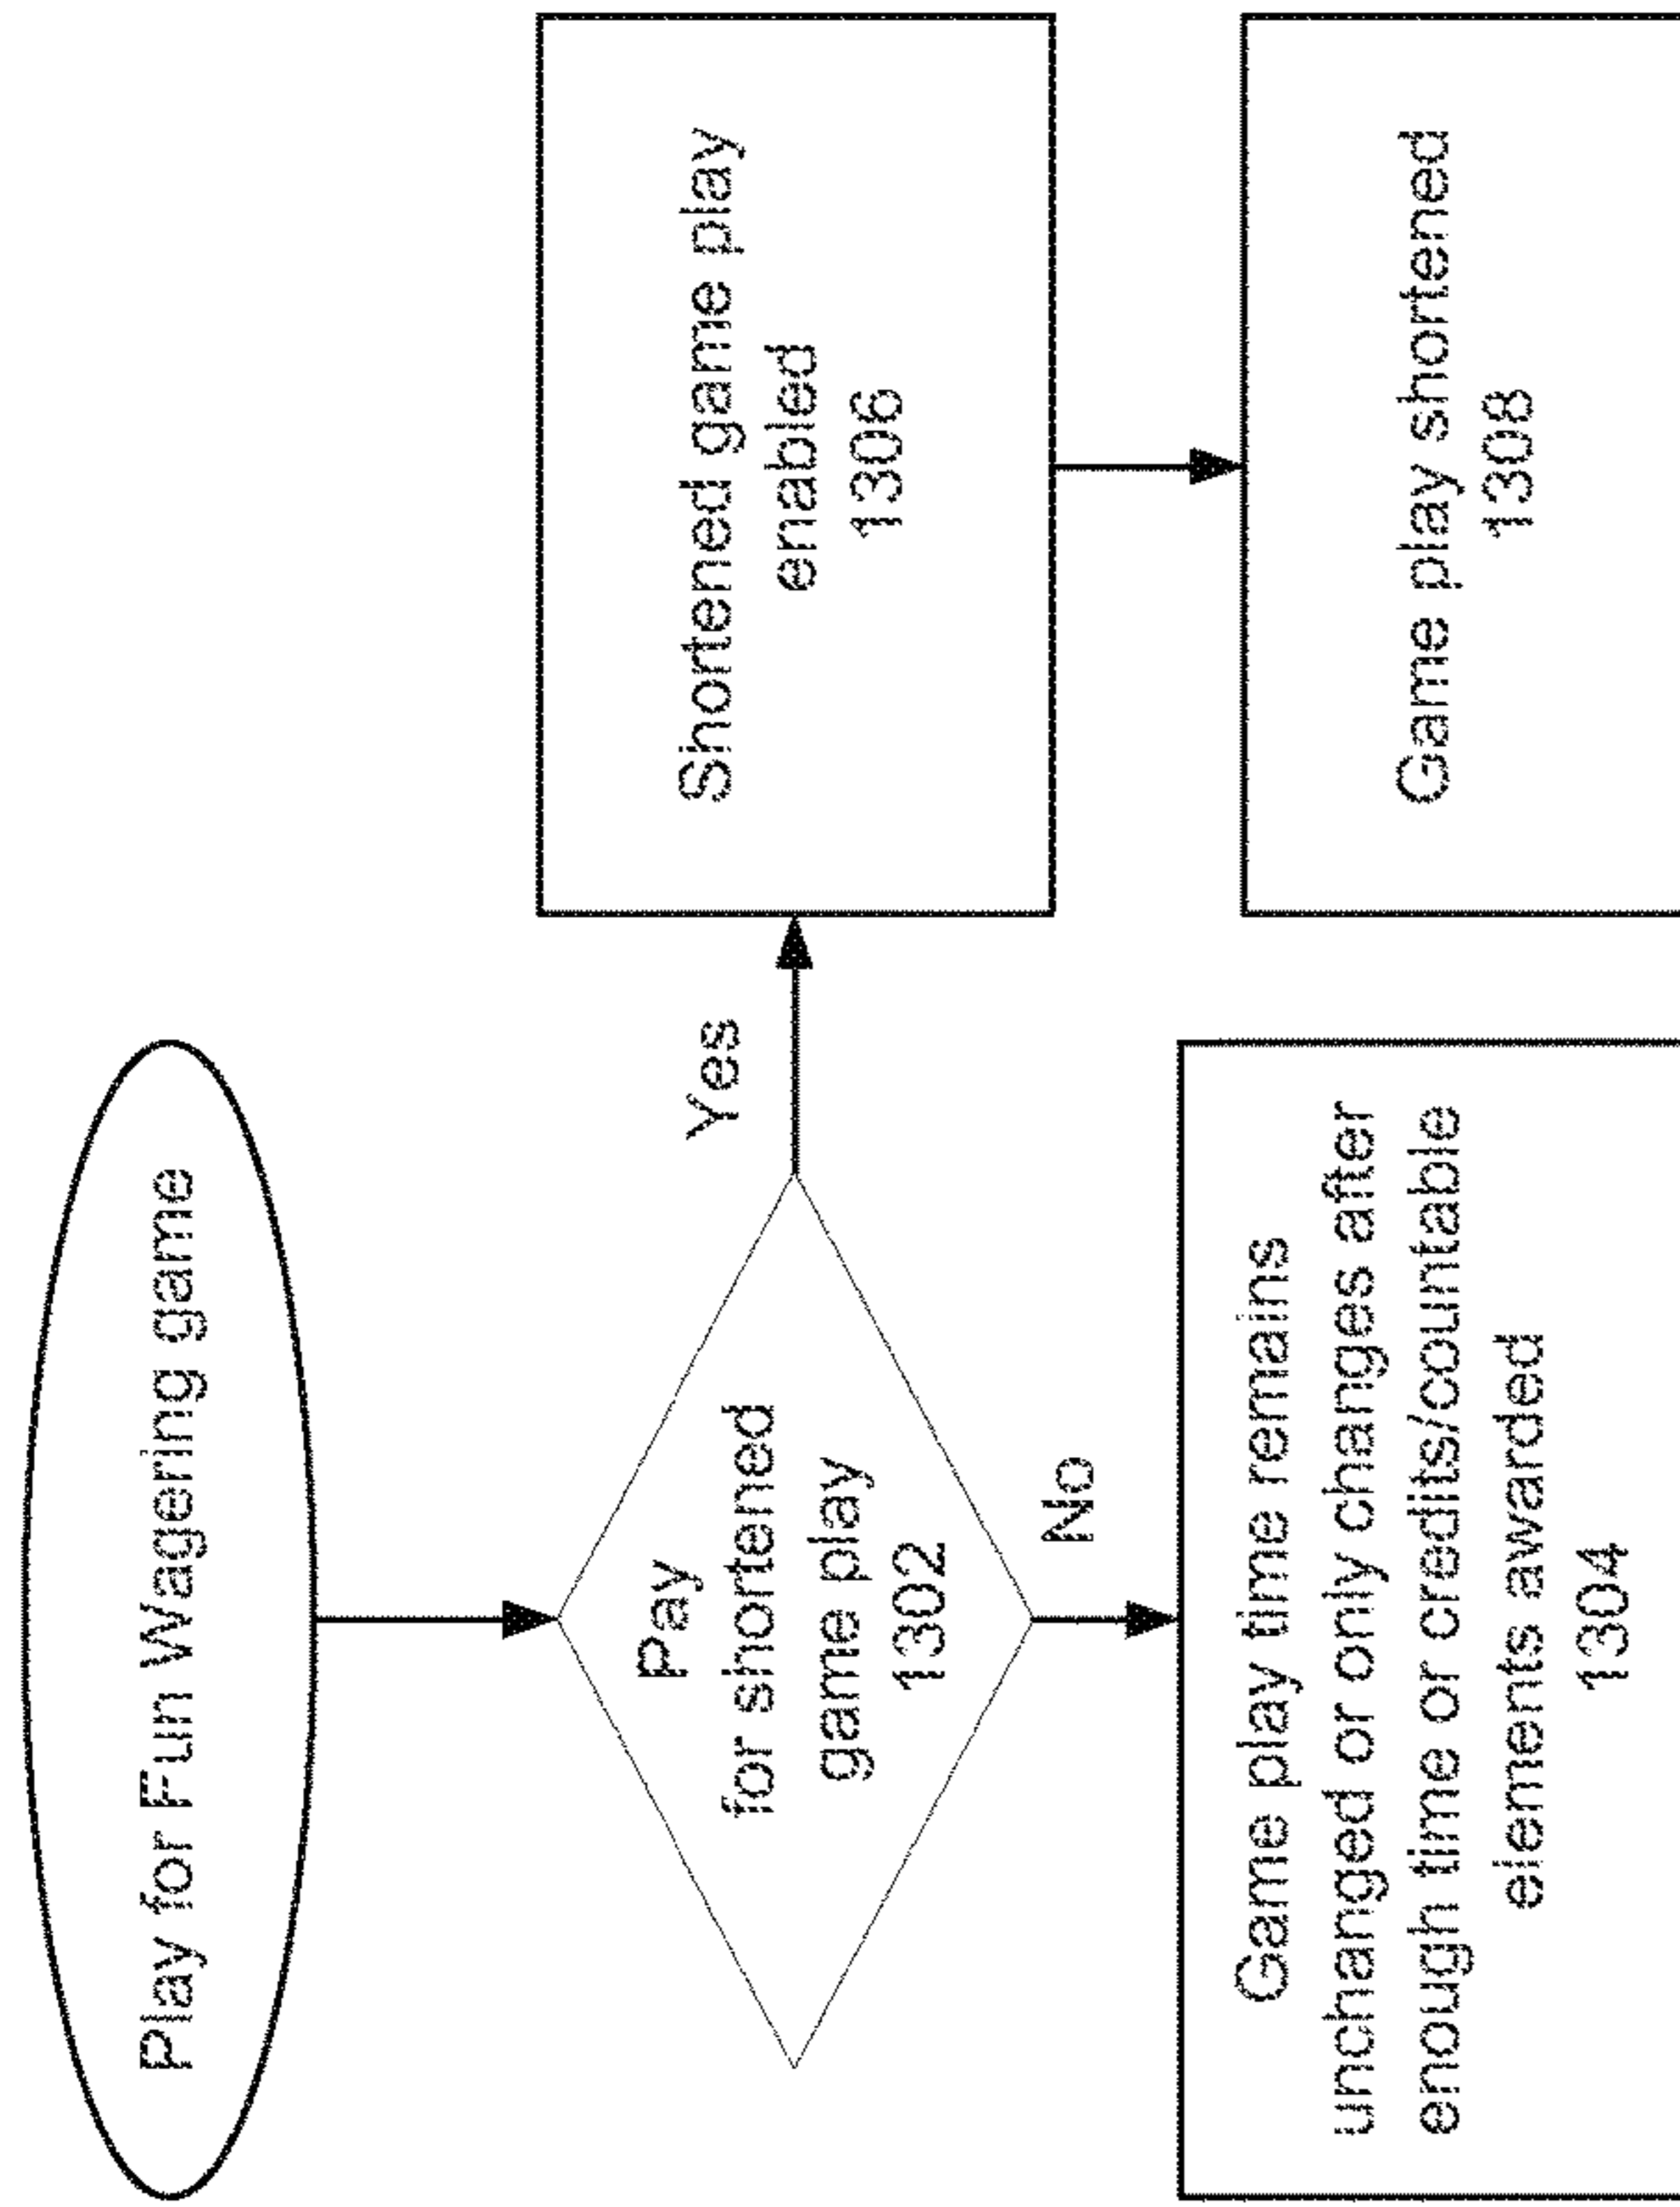 Play for Fun Wagering game
Pay
for shortened
game play
1302
Yes
No
Shortened game play
enabled
1306
Game play shortened
1308
Game play time remains
unchanged or only changes after
enough time or credits/countable
elements awarded
1304